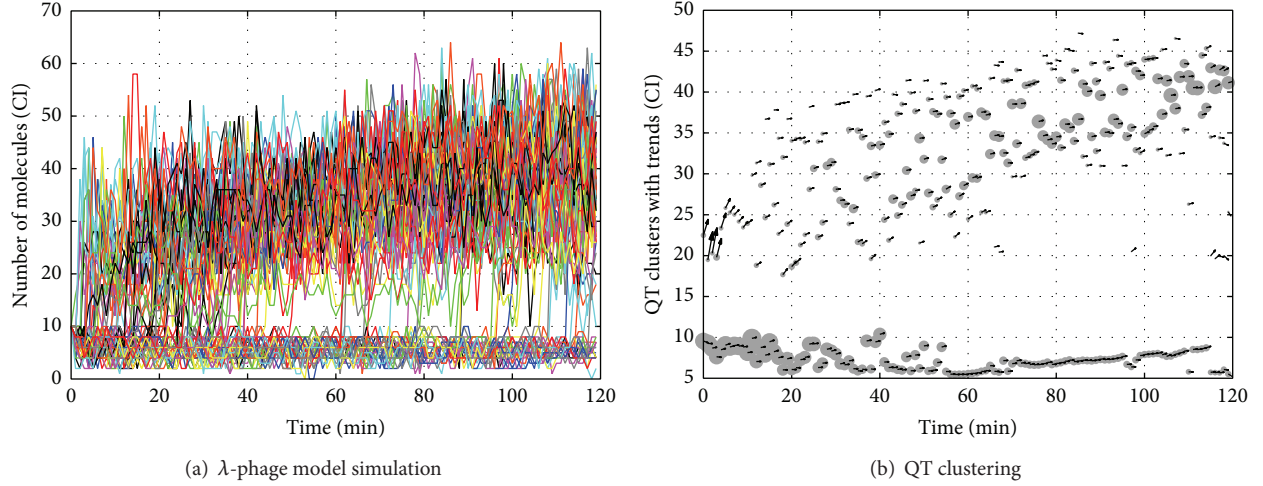 70
60
50
40
30
20
10
0
Number of molecules (CI)
0 20 40 60 80 100 120
Time (min)
(a) λ-phage model simulation
50
45
40
35
30
25
20
15
10
5
QT clusters with trends (CI)
0 20 40 60 80 100 120
Time (min)
(b) QT clustering